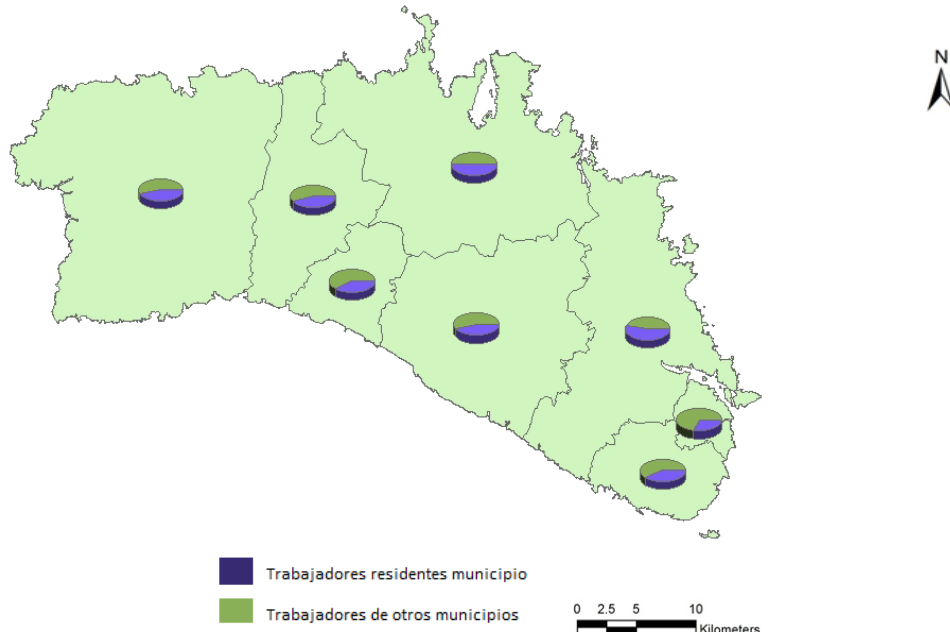 N
Trabajadores residentes municipio
Trabajadores de otros municipios
0 2.5 5 10
Kilometers